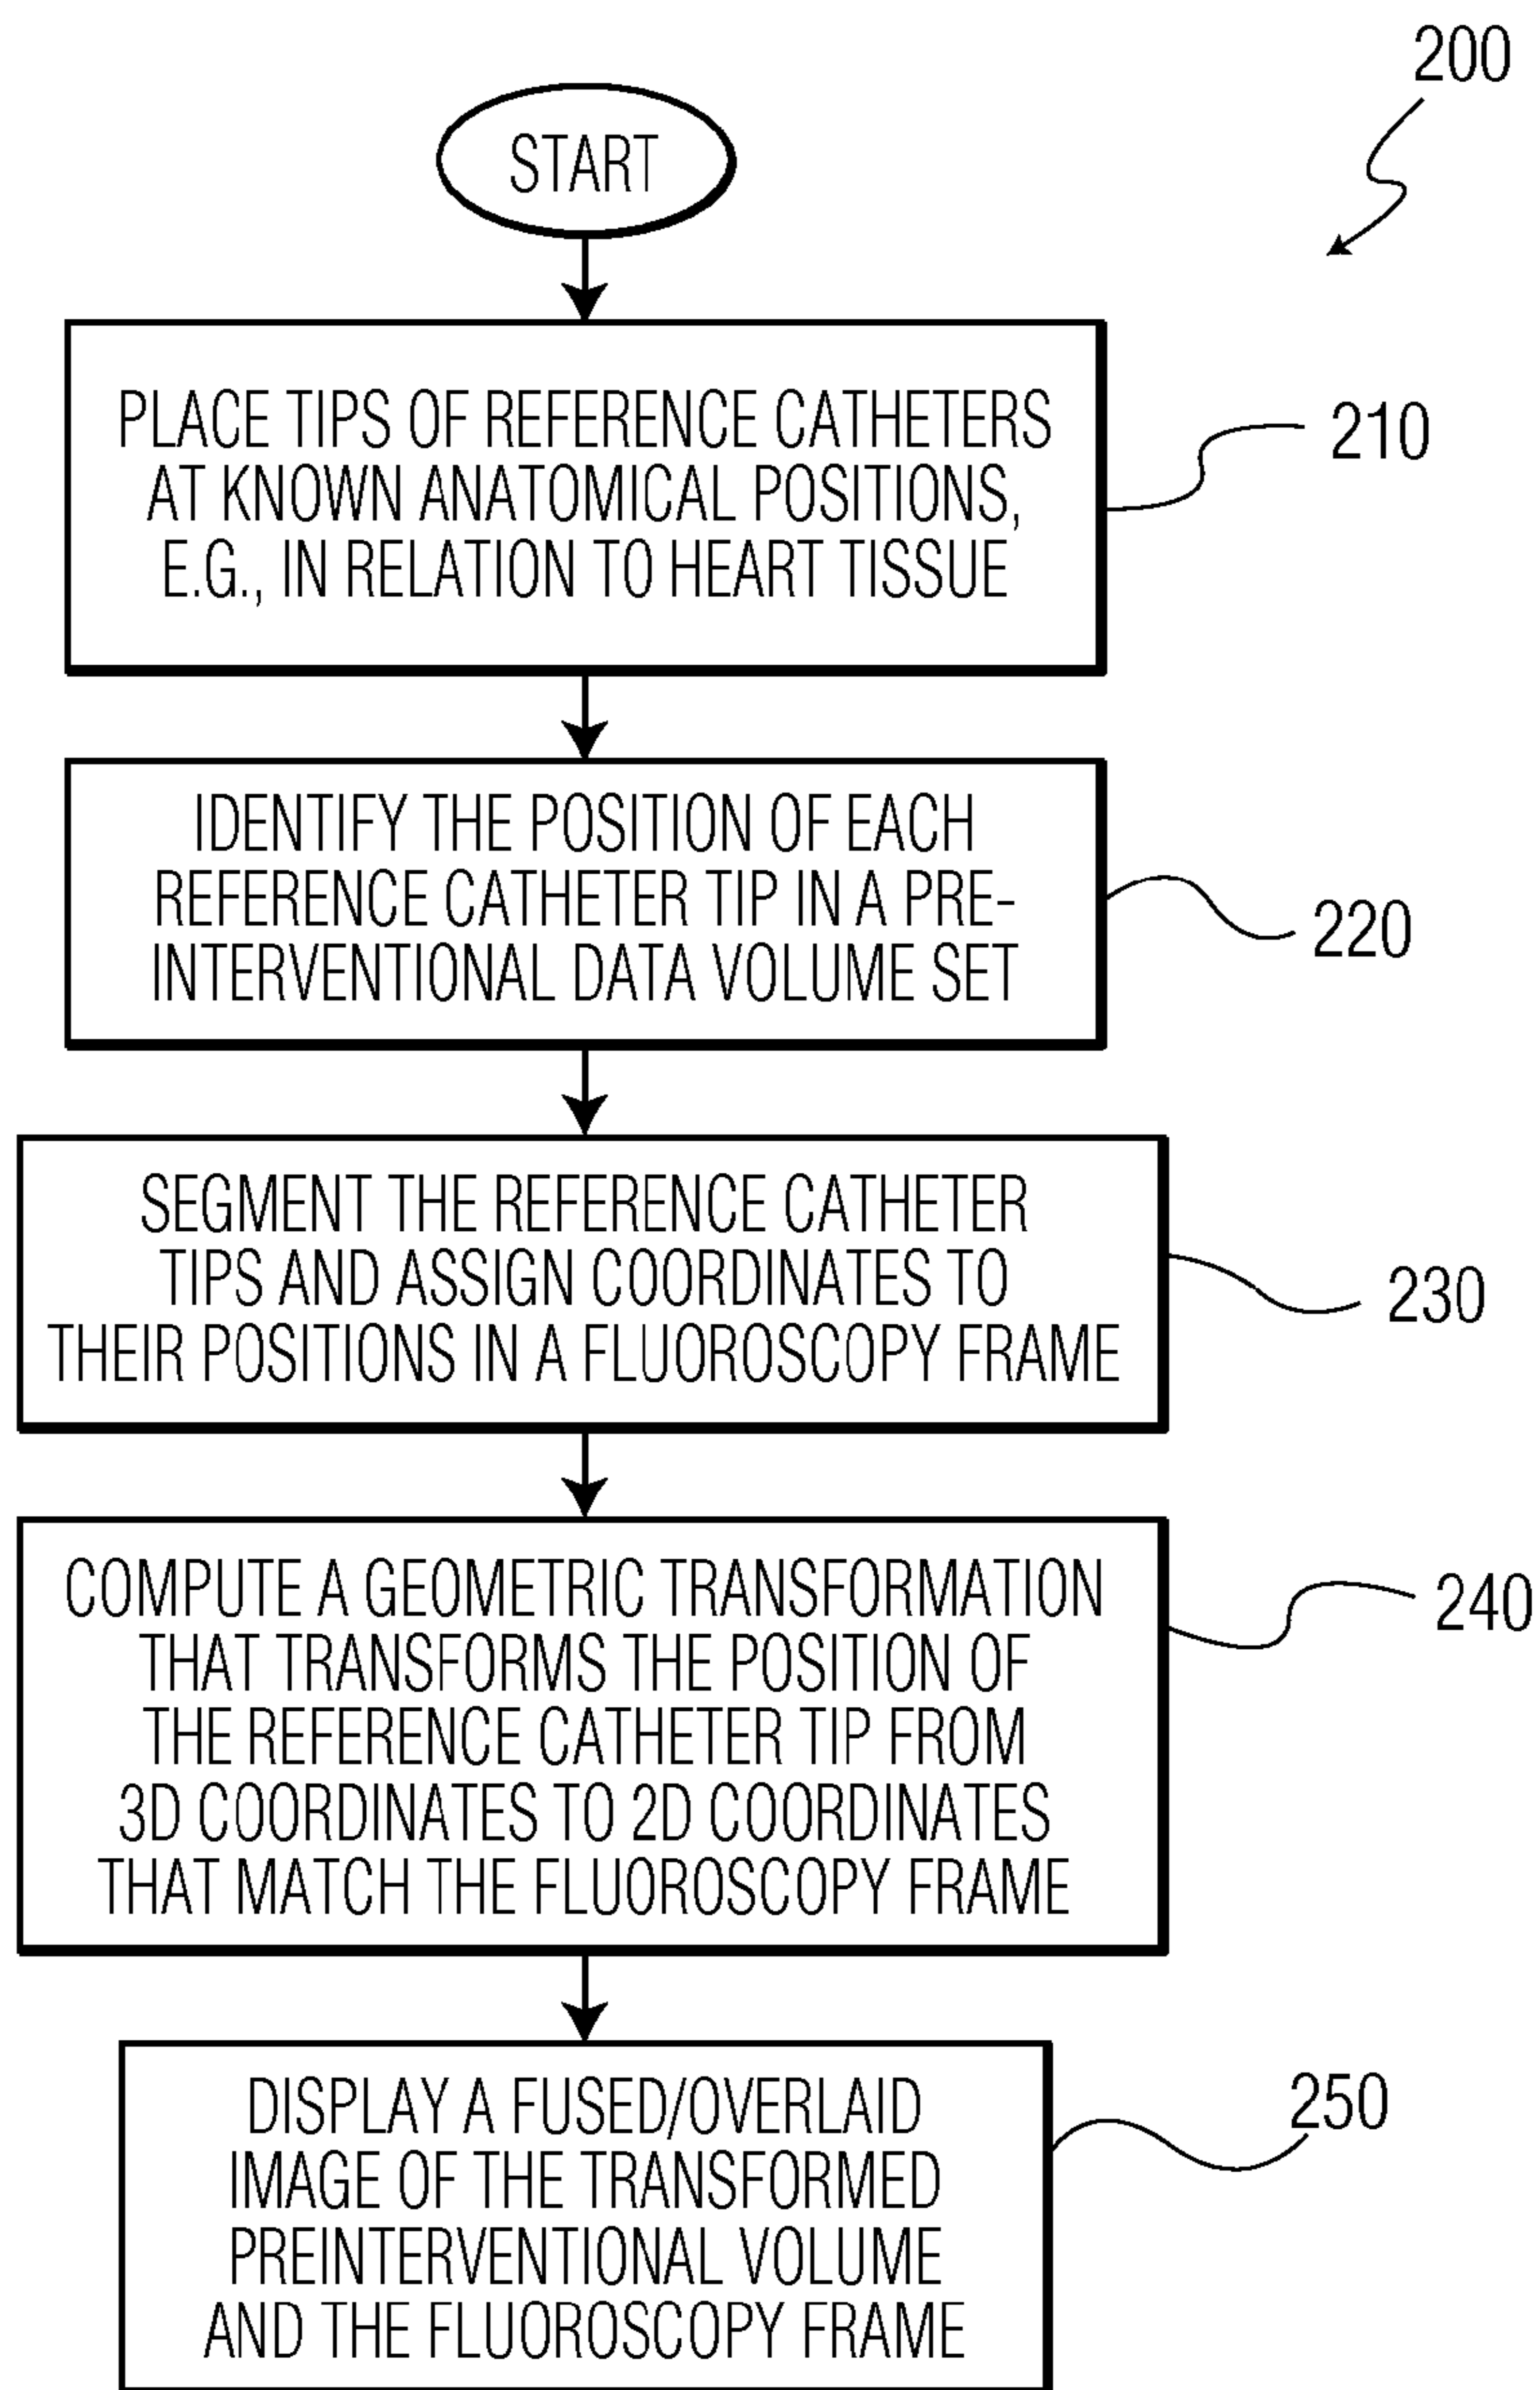 200
START
PLACE TIPS OF REFERENCE CATHETERS
AT KNOWN ANATOMICAL POSITIONS,
E.G., IN RELATION TO HEART TISSUE
210
IDENTIFY THE POSITION OF EACH
REFERENCE CATHETER TIP IN A PRE-
INTERVENTIONAL DATA VOLUME SET
220
SEGMENT THE REFERENCE CATHETER
TIPS AND ASSIGN COORDINATES TO
THEIR POSITIONS IN A FLUOROSCOPY FRAME
230
COMPUTE A GEOMETRIC TRANSFORMATION
THAT TRANSFORMS THE POSITION OF
THE REFERENCE CATHETER TIP FROM
3D COORDINATES TO 2D COORDINATES
THAT MATCH THE FLUOROSCOPY FRAME
240
DISPLAY A FUSED/OVERLAID
IMAGE OF THE TRANSFORMED
PREINTERVENTIONAL VOLUME
AND THE FLUOROSCOPY FRAME
250